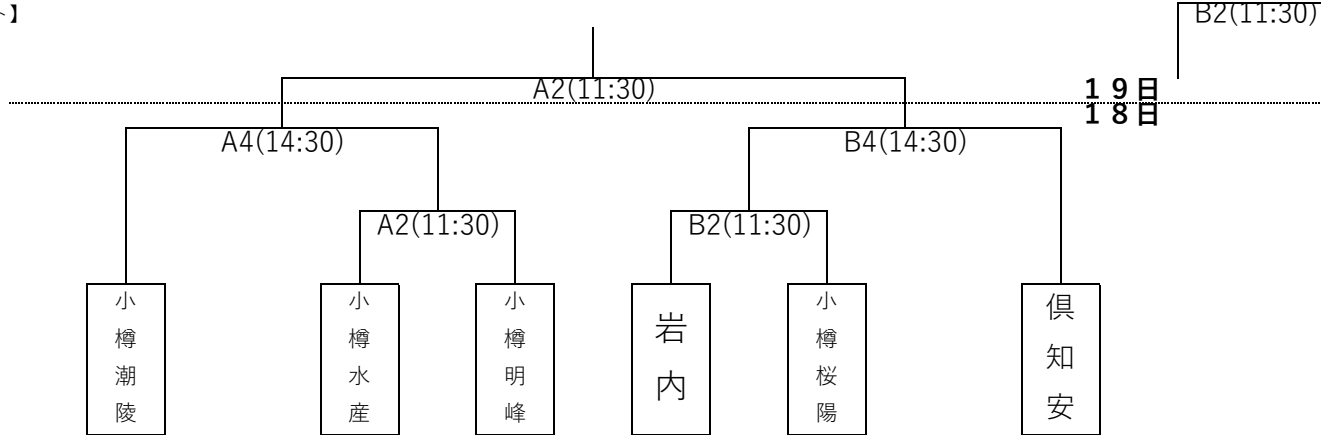 ト】
B2(11:30)
A2(11:30)
１９日
１８日
A4(14:30)
B4(14:30)
A2(11:30)
B2(11:30)
小樽潮陵
小樽水産
小樽明峰
岩内
小樽桜陽
倶知安